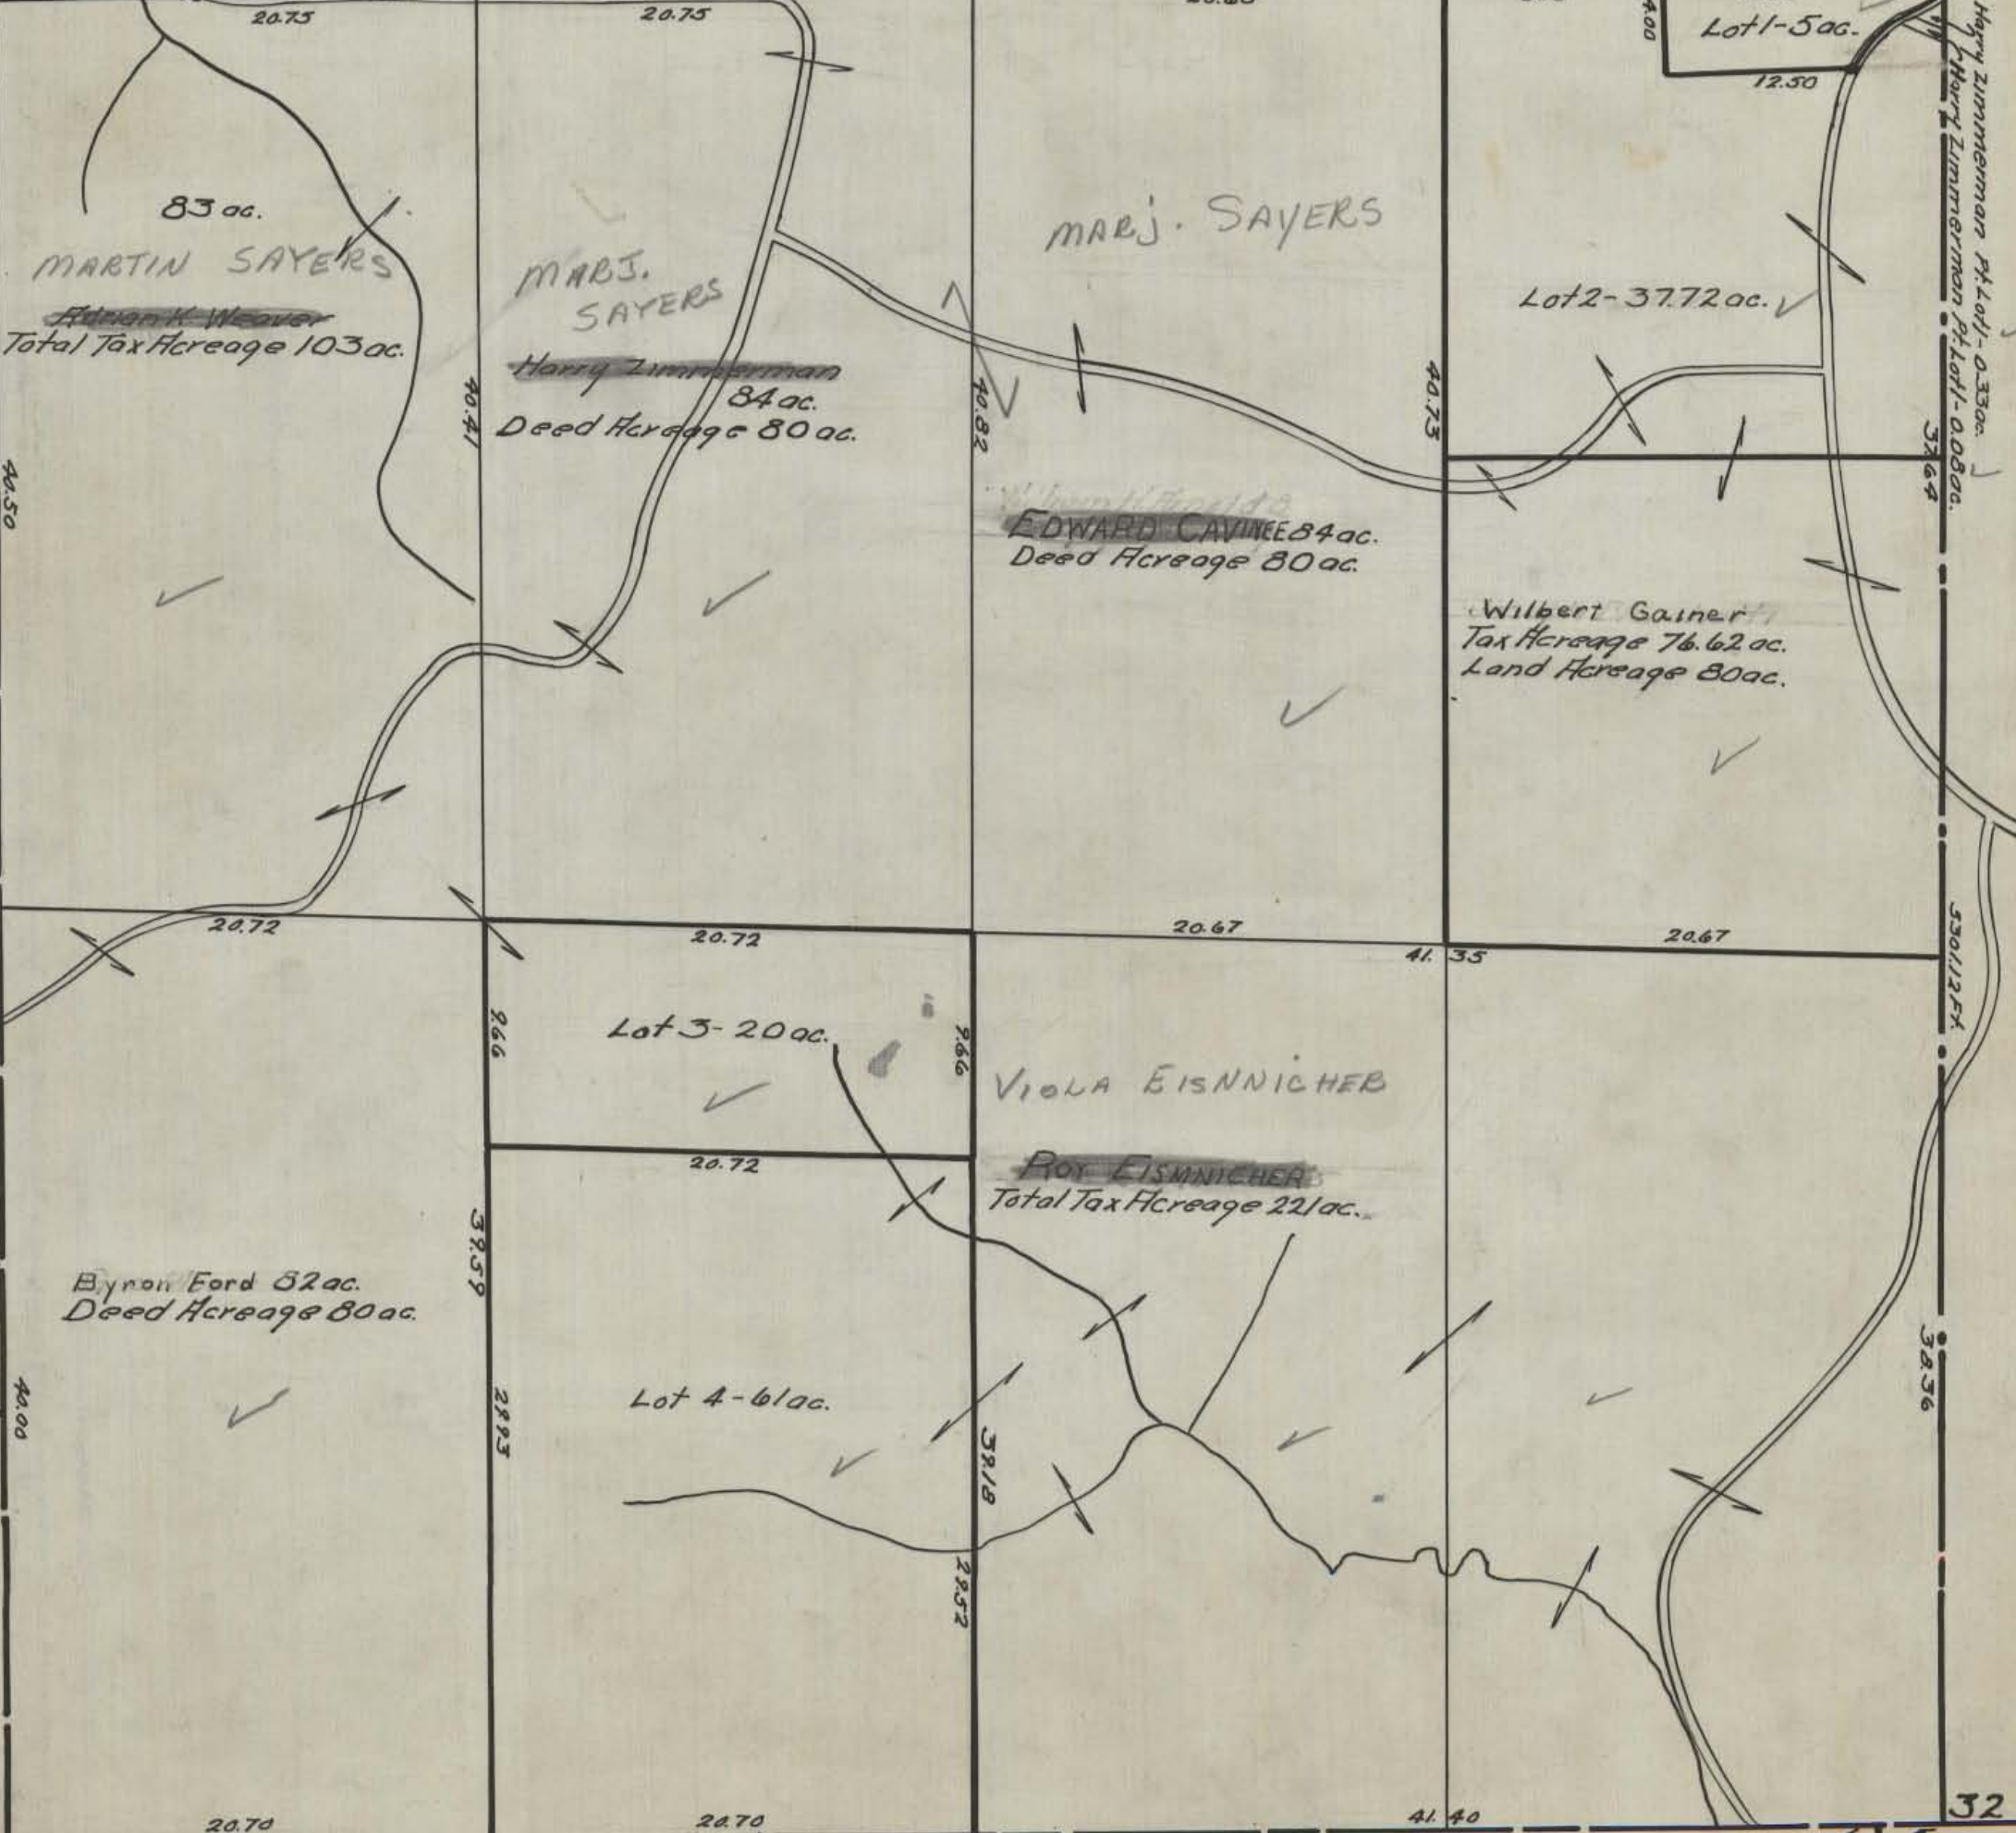 20.75
20.75
4.00
Lot 1-5ac.
12.50
Harry Zimmerman Pt. Lot 1-0.33ac.
Harry Zimmerman Pt. Lot 1-0.08ac.
83 ac.
MARTIN SAYERS
Adrian K Weaver
Total Tax Acreage 103 ac.
40.50
40.41
MARJ.
SAYERS
Harry Zimmerman
84 ac.
Deed Acreage 80 ac.
MARJ. SAYERS
40.82
EDWARD CAVINEE 84 ac.
Deed Acreage 80 ac.
40.73
Lot 2-37.72 ac.
37.64
Wilbert Gainer
Tax Acreage 76.62 ac.
Land Acreage 80ac.
20.72
20.72
20.67
20.67
41.35
5301.12 Ft.
9.66
Lot 3-20 ac.
9.66
20.72
VIOLA EISNNICHER
ROY EISMNICHER
Total Tax Acreage 221 ac.
39.59
Byron Ford 82 ac.
Deed Acreage 80 ac.
40.00
29.93
Lot 4-61 ac.
39.18
29.52
38.36
20.70
20.70
41.40
32